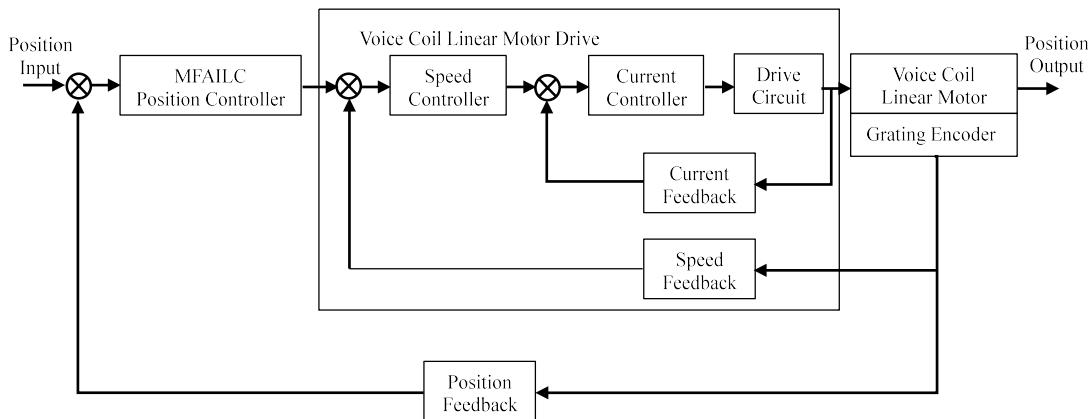 Position
Input
MFAILC
Position Controller
Voice Coil Linear Motor Drive
Speed
Controller
Current
Controller
Drive
Circuit
Voice Coil
Linear Motor
Grating Encoder
Position
Output
Current
Feedback
Speed
Feedback
Position
Feedback